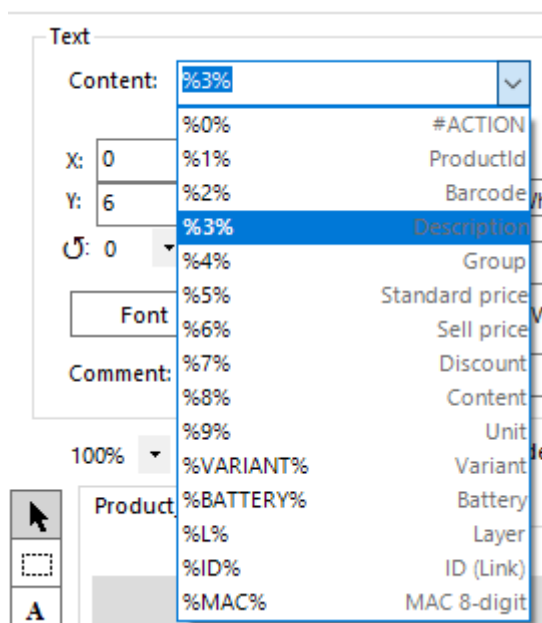 Text
Content: %3%
%0% #ACTION
%1% ProductId
%2% Barcode
%3% Description
%4% Group
%5% Standard price
%6% Sell price
%7% Discount
%8% Content
%9% Unit
%VARIANT% Variant
%BATTERY% Battery
%L% Layer
%ID% ID (Link)
%MAC% MAC 8-digit
X: 0
Y: 6
↺: 0
Font
Comment:
100%
Product_
A